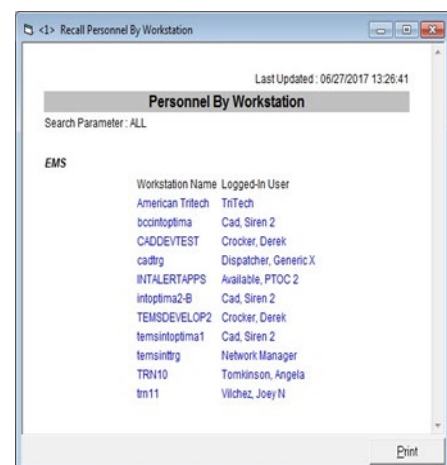 <1> Recall Personnel By Workstation
Last Updated : 06/27/2017 13:26:41
Personnel By Workstation
Search Parameter : ALL
EMS
Workstation Name Logged-In User
American Tritech TriTech
bccintoptima Cad, Siren 2
CADDEVTEST Crocker, Derek
cadtrg Dispatcher, Generic X
INTALERTAPPS Available, PTOC 2
intoptima2-B Cad, Siren 2
TEMSDEVELOP2 Crocker, Derek
temsintoptima1 Cad, Siren 2
temsinttrg Network Manager
TRN10 Tomkinson, Angela
trn11 Vilchez, Joey N
Print